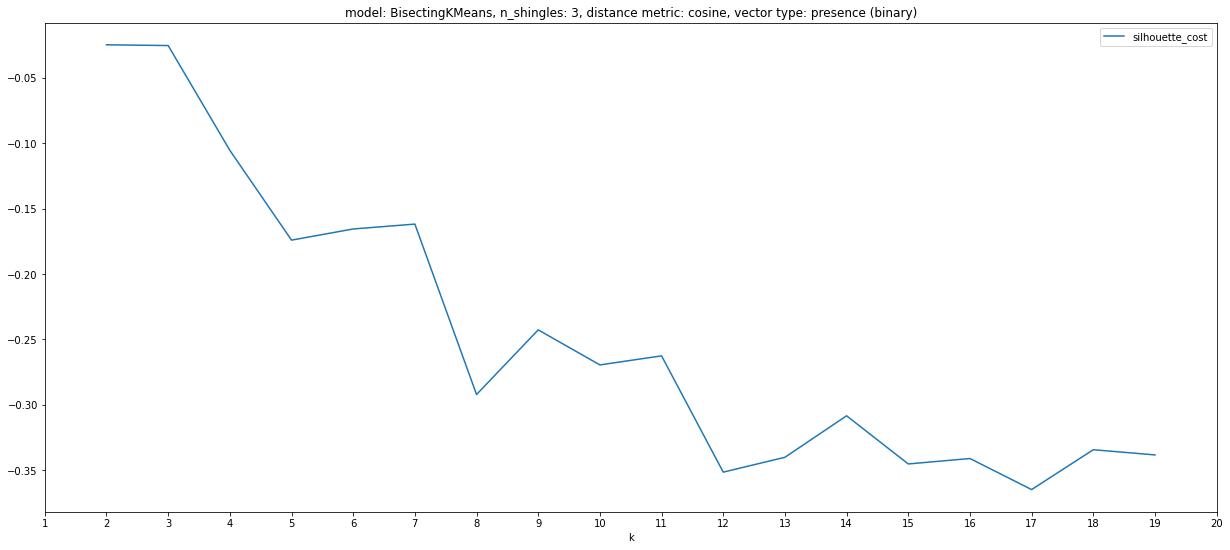 model: BisectingKMeans, n_shingles: 3, distance metric: cosine, vector type: presence (binary)
silhouette_cost
−0.05
−0.10
−0.15
−0.20
−0.25
−0.30
−0.35
1 2 3 4 5 6 7 8 9 10 11 12 13 14 15 16 17 18 19 20
k